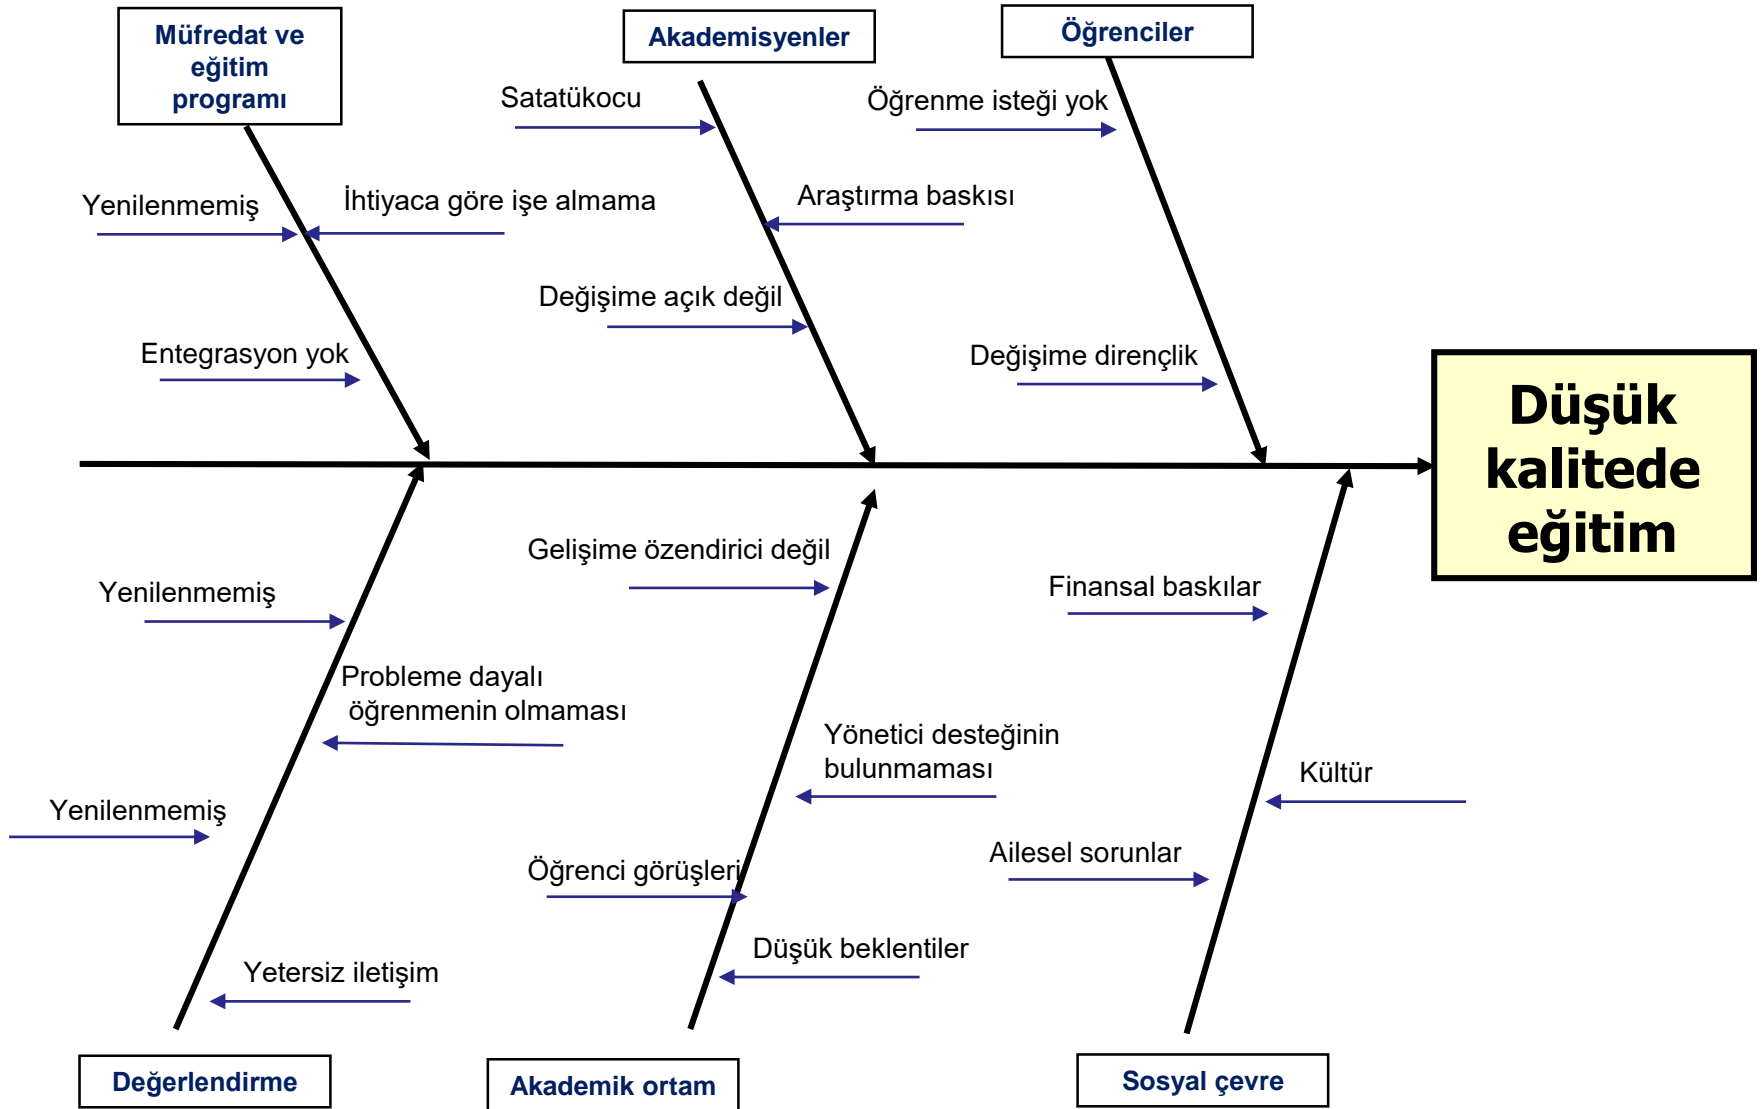 Müfredat ve
eğitim
programı
Akademisyenler
Öğrenciler
Satatükocu
Öğrenme isteği yok
Yenilenmemiş
İhtiyaca göre işe almama
Araştırma baskısı
Değişime açık değil
Entegrasyon yok
Değişime dirençlik
Düşük
kalitede
eğitim
Gelişime özendirici değil
Yenilenmemiş
Finansal baskılar
Probleme dayalı
öğrenmenin olmaması
Yönetici desteğinin
bulunmaması
Kültür
Yenilenmemiş
Ailesel sorunlar
Öğrenci görüşleri
Düşük beklentiler
Yetersiz iletişim
Değerlendirme
Akademik ortam
Sosyal çevre